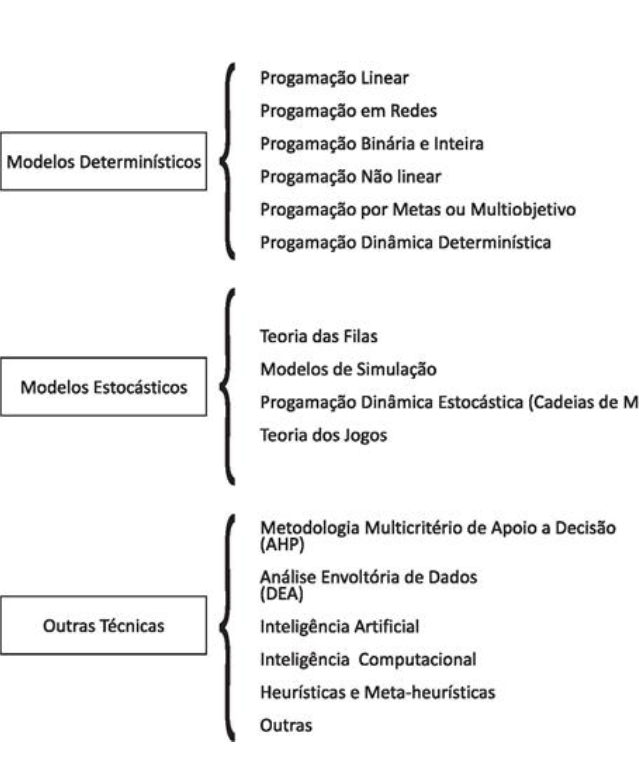 Modelos Determinísticos
Progamação Linear
Progamação em Redes
Progamação Binária e Inteira
Progamação Não linear
Progamação por Metas ou Multiobjetivo
Progamação Dinâmica Determinística
Modelos Estocásticos
Teoria das Filas
Modelos de Simulação
Progamação Dinâmica Estocástica (Cadeias de M
Teoria dos Jogos
Outras Técnicas
Metodologia Multicritério de Apoio a Decisão
(AHP)
Análise Envoltória de Dados
(DEA)
Inteligência Artificial
Inteligência Computacional
Heurísticas e Meta-heurísticas
Outras